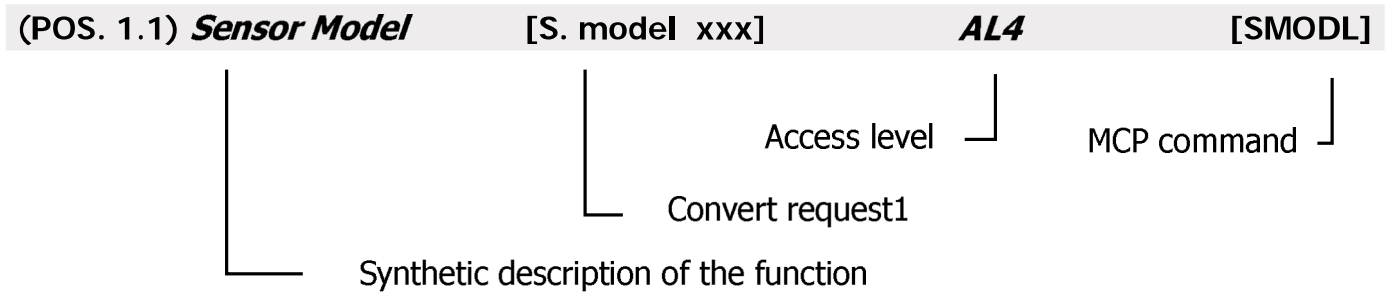 (POS. 1.1) Sensor Model [S. model xxx] AL4 [SMODL]
Access level MCP command
Convert request1
Synthetic description of the function